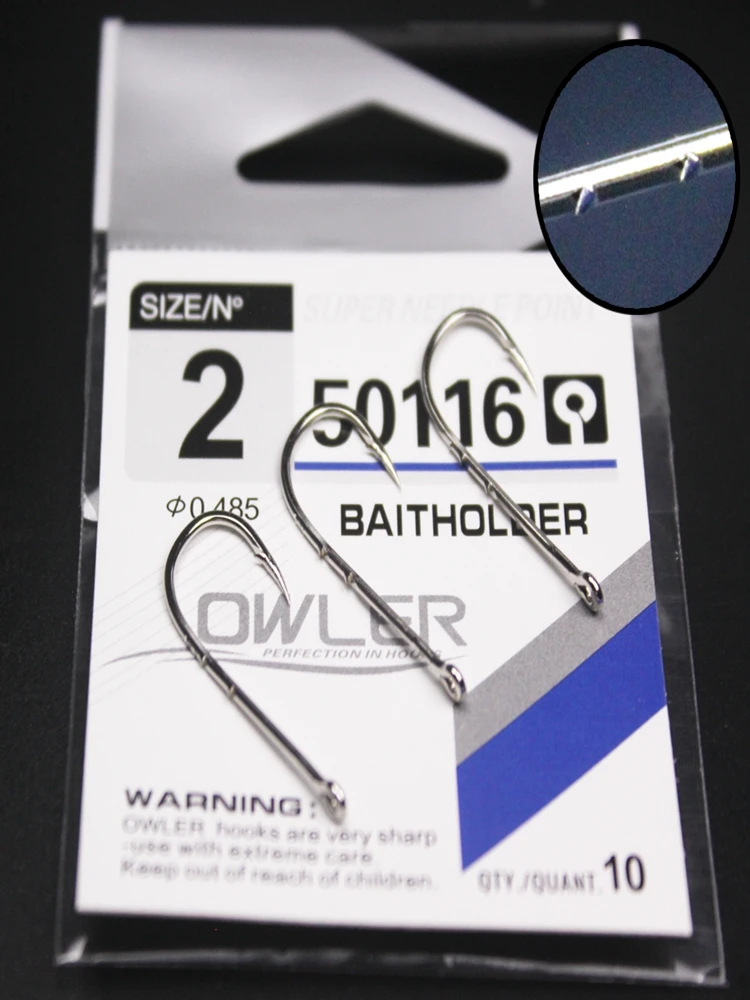 SIZE/Nº
SUPER NEEDLE POINT
2
50116
Φ0.485
BAITHOLDER
OWLER
PERFECTION IN HOOKS
WARNING:
OWLER hooks are very sharp
-use with extreme care.
Keep out of reach of children.
QTY./QUANT. 10